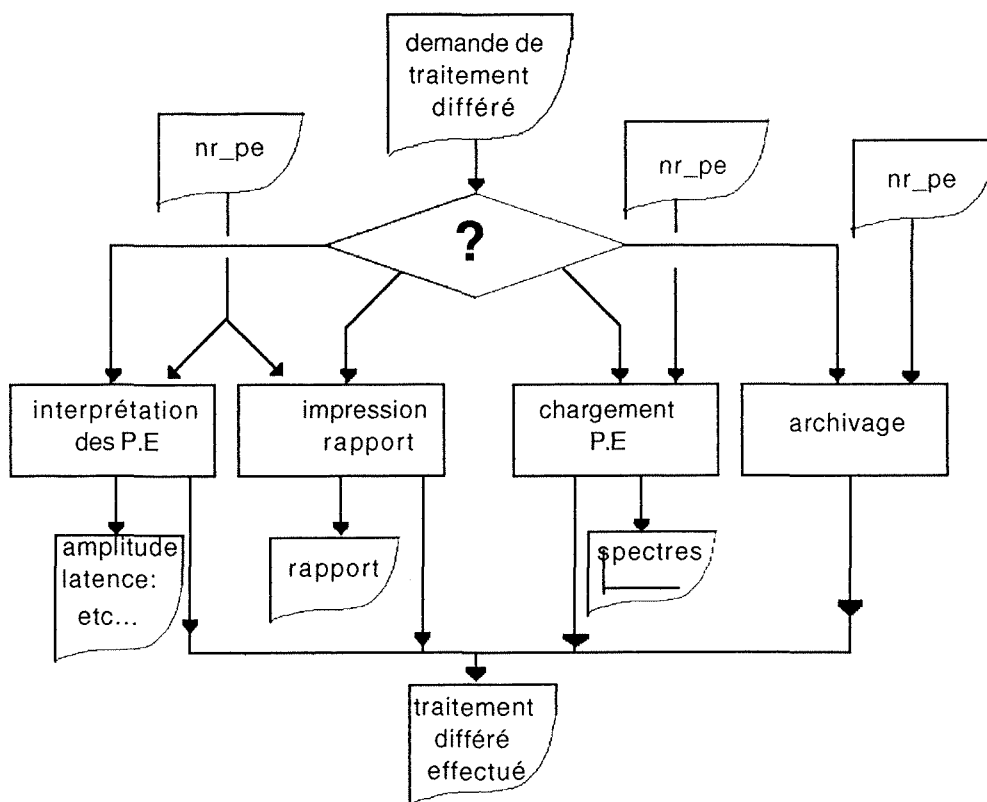 demande de
traitement
différé
nr_pe
nr_pe
nr_pe
?
interprétation
des P.E
impression
rapport
chargement
P.E
archivage
amplitude
latence:
etc...
rapport
spectres
traitement
différé
effectué